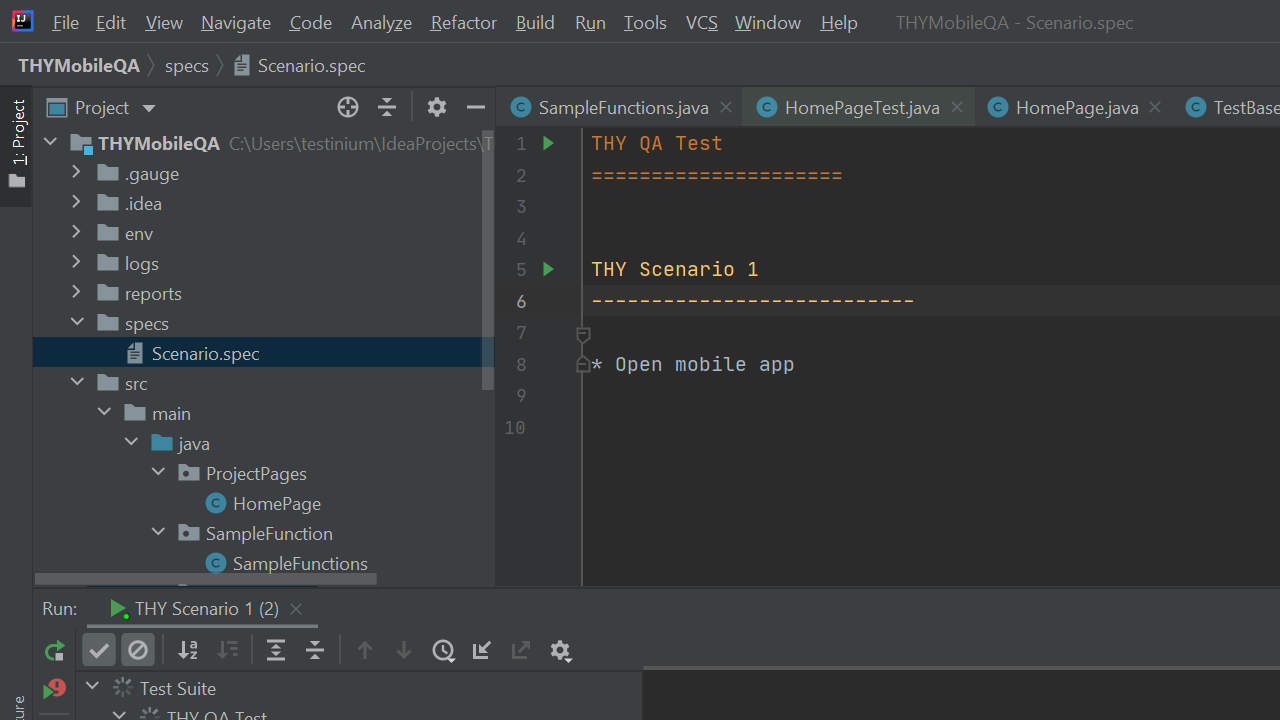 File Edit View Navigate Code Analyze Refactor Build Run Tools VCS Window Help THYMobileQA - Scenario.spec
THYMobileQA specs Scenario.spec
1: Project
Project
SampleFunctions.java HomePageTest.java HomePage.java TestBase
THYMobileQA C:\Users\testinium\IdeaProjects\T
.gauge
.idea
env
logs
reports
specs
Scenario.spec
src
main
java
ProjectPages
HomePage
SampleFunction
SampleFunctions
1 THY QA Test
2 =====================
3
4
5 THY Scenario 1
6 ---------------------------
7
8 * Open mobile app
9
10
Run: THY Scenario 1 (2)
Test Suite
THY QA Test